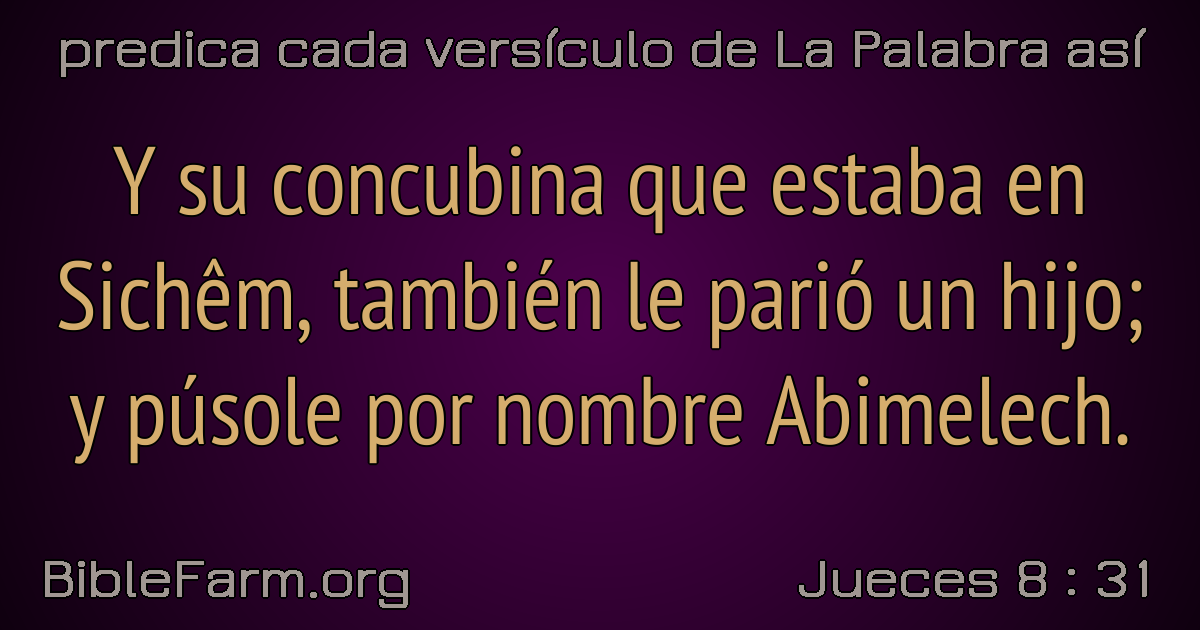 predica cada versículo de La Palabra así
Y su concubina que estaba en
Sichêm, también le parió un hijo;
y púsole por nombre Abimelech.
BibleFarm.org
Jueces 8 : 31